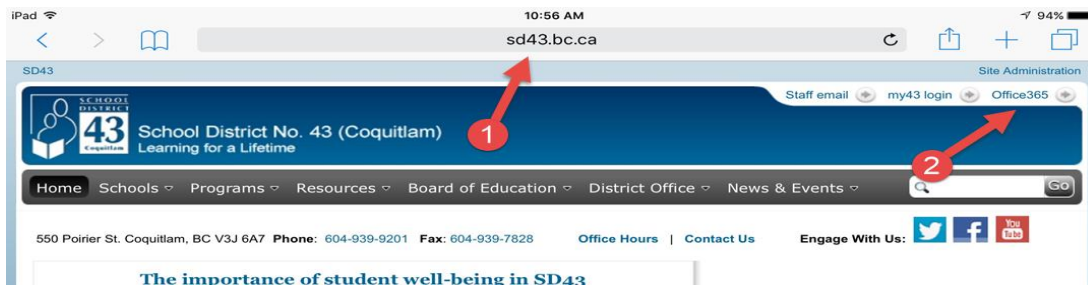 iPad 10:56 AM 94%
sd43.bc.ca
SD43 Site Administration
Staff email my43 login Office365
SCHOOL
DISTRICT
43
Coquitlam
School District No. 43 (Coquitlam)
Learning for a Lifetime
1
2
Home Schools Programs Resources Board of Education District Office News & Events Go
550 Poirier St. Coquitlam, BC V3J 6A7 Phone: 604-939-9201 Fax: 604-939-7828 Office Hours | Contact Us Engage With Us: You Tube
The importance of student well-being in SD43